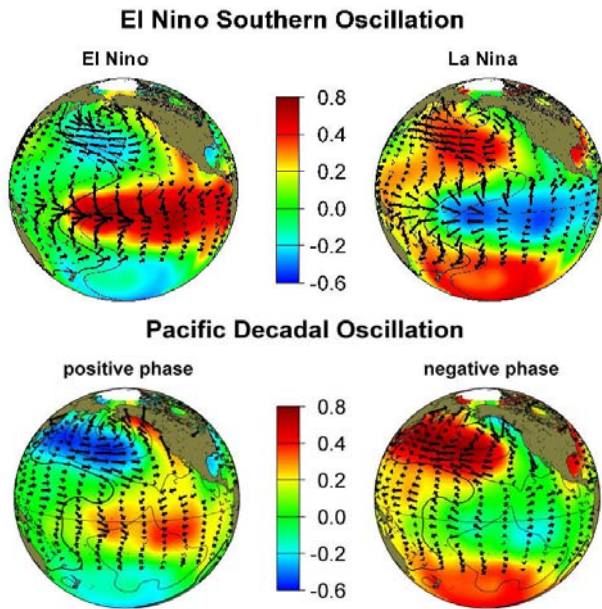 El Nino Southern Oscillation
El Nino
La Nina
0.8
0.4
0.2
0.0
-0.2
-0.6
Pacific Decadal Oscillation
positive phase
negative phase
0.8
0.4
0.2
0.0
-0.2
-0.6